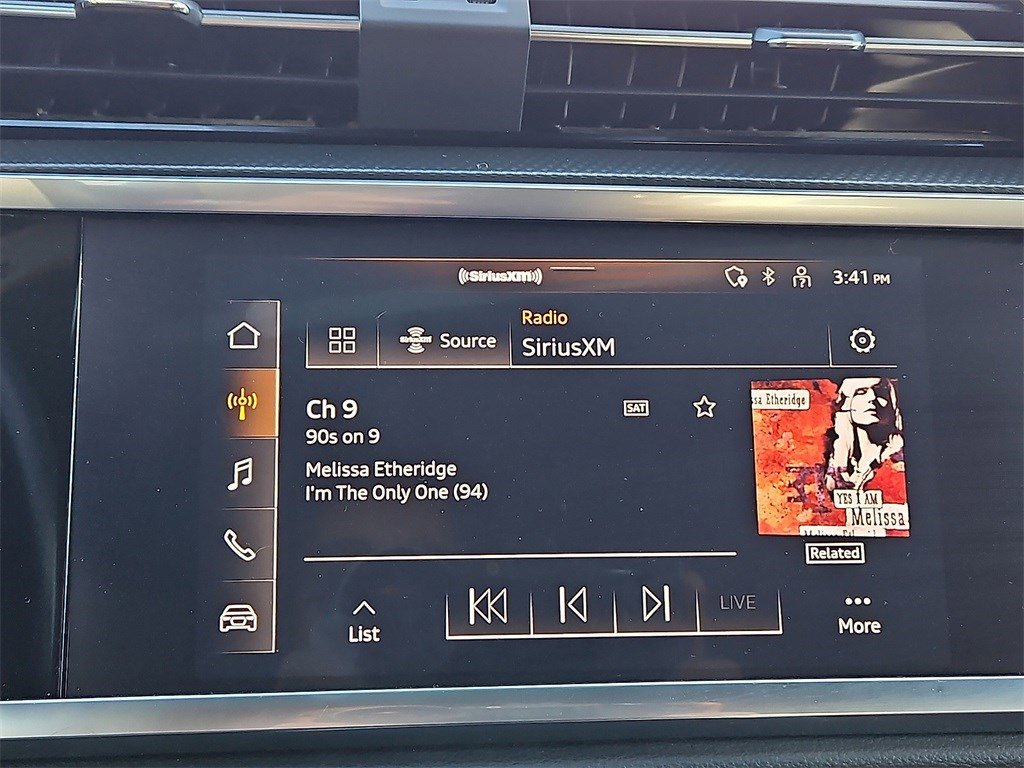 ((SiriusXM))
3:41 PM
Radio
Source
SiriusXM
Ch 9
SAT
90s on 9
Melissa Etheridge
I'm The Only One (94)
ssa Etheridge
YES I AM
Melissa
Related
LIVE
List
More